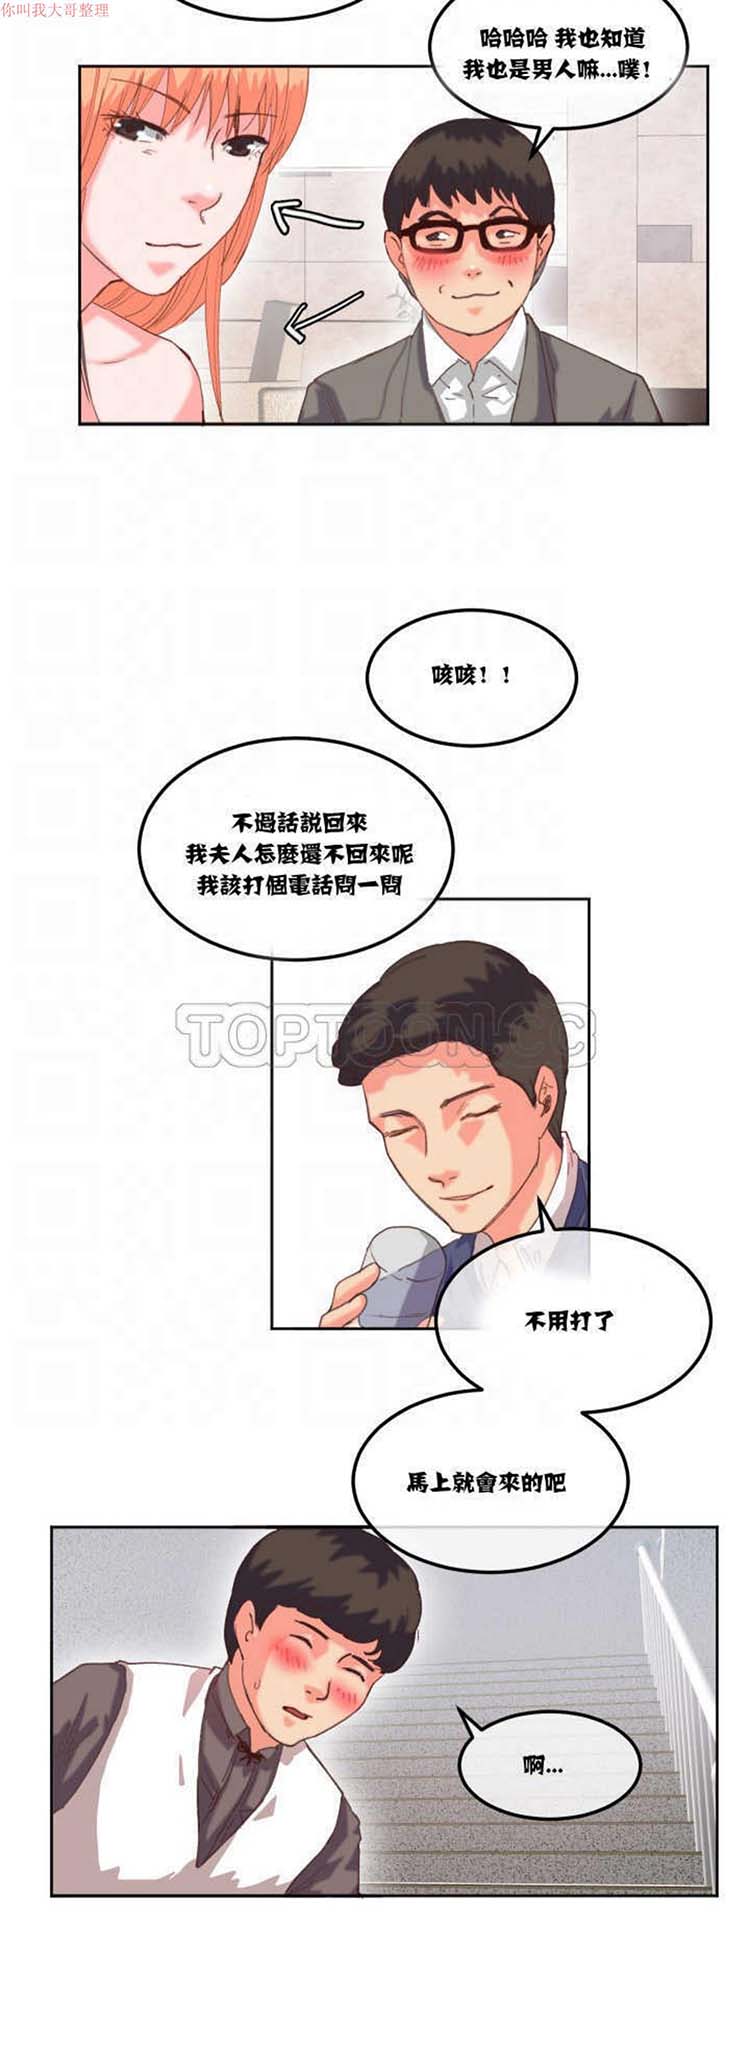 你叫我大哥整理
哈哈哈 我也知道
我也是男人嘛...噗!
咳咳！！
不過話説回來
我夫人怎麼還不回來呢
我該打個電話問一問
TOPTOON.CC
不用打了
馬上就會來的吧
啊...